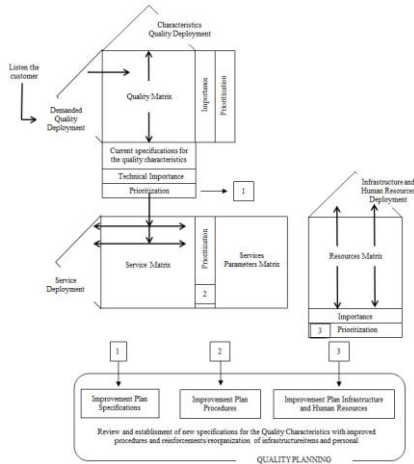 Characteristics
Quality Deployment
Listen the
customer
Demanded
Quality
Deployment
Quality Matrix
Importance
Prioritization
Current specifucations for
the quality characteristics
Technical Importance
Prioritization
1
Infrastructure and
Human Resources
Deployment
Service
Deployment
Service Matrix
Prioritization
2
Services
Parameters Matrix
Resources Matrix
Importance
3
Prioritization
1
2
3
Improvement Plan
Specifications
Improvement Plan
Procedures
Improvement Plan Infrastructure
and Human Resources
Review and establisment of new specifications for the Quality Characteristics with improved
procedures and reinforcements/reorganization of infrastructureitems and personal
QUALITY PLANNING